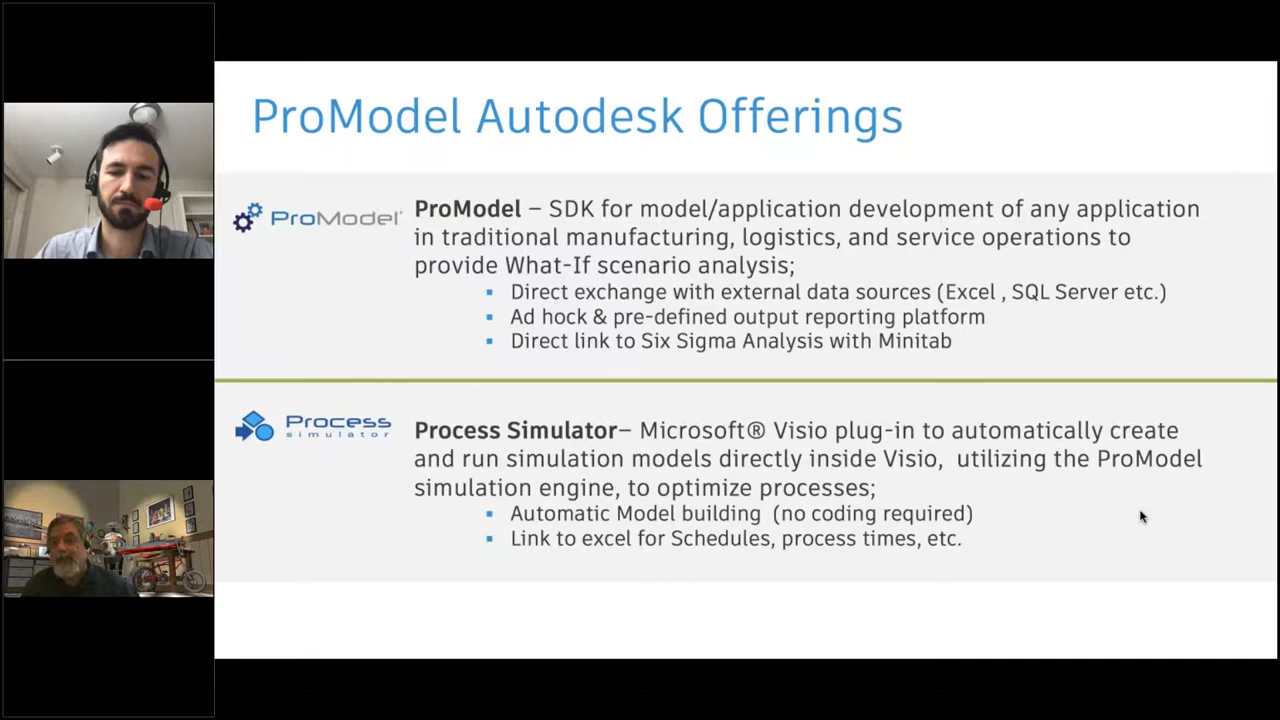 ProModel Autodesk Offerings
ProModel
ProModel – SDK for model/application development of any application
in traditional manufacturing, logistics, and service operations to
provide What-If scenario analysis;
▪ Direct exchange with external data sources (Excel , SQL Server etc.)
▪ Ad hock & pre-defined output reporting platform
▪ Direct link to Six Sigma Analysis with Minitab
Process
simulator
Process Simulator– Microsoft® Visio plug-in to automatically create
and run simulation models directly inside Visio, utilizing the ProModel
simulation engine, to optimize processes;
▪ Automatic Model building (no coding required)
▪ Link to excel for Schedules, process times, etc.